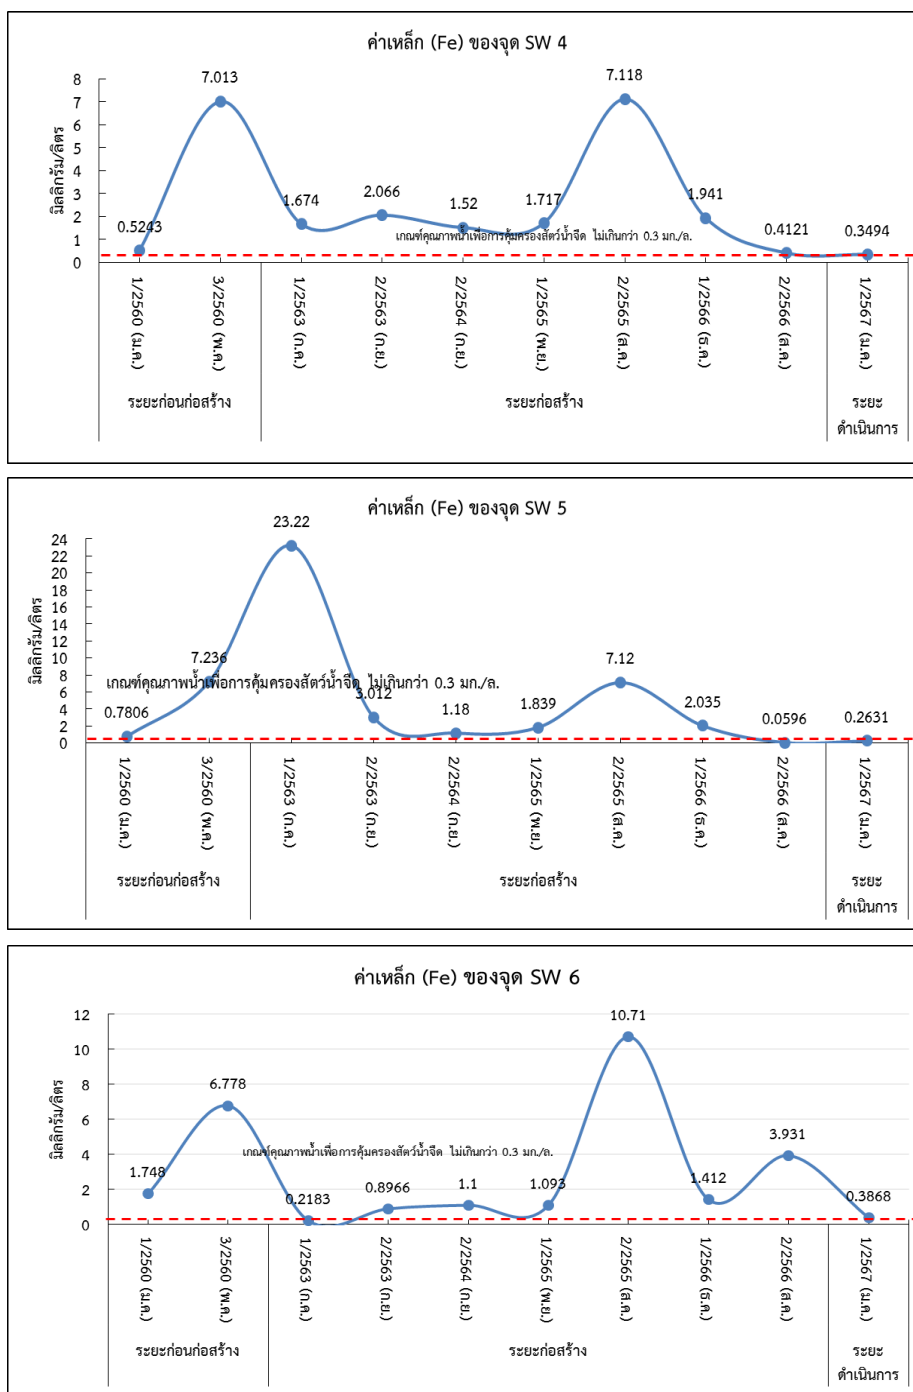 ค่าเหล็ก (Fe) ของจุด SW 4
มิลลิกรัม/ลิตร
8
7
6
5
4
3
2
1
0
0.5243
7.013
1.674
2.066
1.52
1.717
7.118
1.941
0.4121
0.3494
เกณฑ์คุณภาพน้ำเพื่อการคุ้มครองสัตว์น้ำจืด ไม่เกินกว่า 0.3 มก./ล.
1/2560 (ม.ค.)
3/2560 (พ.ค.)
1/2563 (ก.ค.)
2/2563 (ก.ย.)
2/2564 (ก.ย.)
1/2565 (พ.ย.)
2/2565 (ส.ค.)
1/2566 (ธ.ค.)
2/2566 (ส.ค.)
1/2567 (ม.ค.)
ระยะก่อนก่อสร้าง
ระยะก่อสร้าง
ระยะ
ดำเนินการ
ค่าเหล็ก (Fe) ของจุด SW 5
มิลลิกรัม/ลิตร
24
22
20
18
16
14
12
10
8
6
4
2
0
0.7806
7.236
23.22
3.012
1.18
1.839
7.12
2.035
0.0596
0.2631
เกณฑ์คุณภาพน้ำเพื่อการคุ้มครองสัตว์น้ำจืด ไม่เกินกว่า 0.3 มก./ล.
1/2560 (ม.ค.)
3/2560 (พ.ค.)
1/2563 (ก.ค.)
2/2563 (ก.ย.)
2/2564 (ก.ย.)
1/2565 (พ.ย.)
2/2565 (ส.ค.)
1/2566 (ธ.ค.)
2/2566 (ส.ค.)
1/2567 (ม.ค.)
ระยะก่อนก่อสร้าง
ระยะก่อสร้าง
ระยะ
ดำเนินการ
ค่าเหล็ก (Fe) ของจุด SW 6
มิลลิกรัม/ลิตร
12
10
8
6
4
2
0
1.748
6.778
0.2183
0.8966
1.1
1.093
10.71
1.412
3.931
0.3868
เกณฑ์คุณภาพน้ำเพื่อการคุ้มครองสัตว์น้ำจืด ไม่เกินกว่า 0.3 มก./ล.
1/2560 (ม.ค.)
3/2560 (พ.ค.)
1/2563 (ก.ค.)
2/2563 (ก.ย.)
2/2564 (ก.ย.)
1/2565 (พ.ย.)
2/2565 (ส.ค.)
1/2566 (ธ.ค.)
2/2566 (ส.ค.)
1/2567 (ม.ค.)
ระยะก่อนก่อสร้าง
ระยะก่อสร้าง
ระยะ
ดำเนินการ